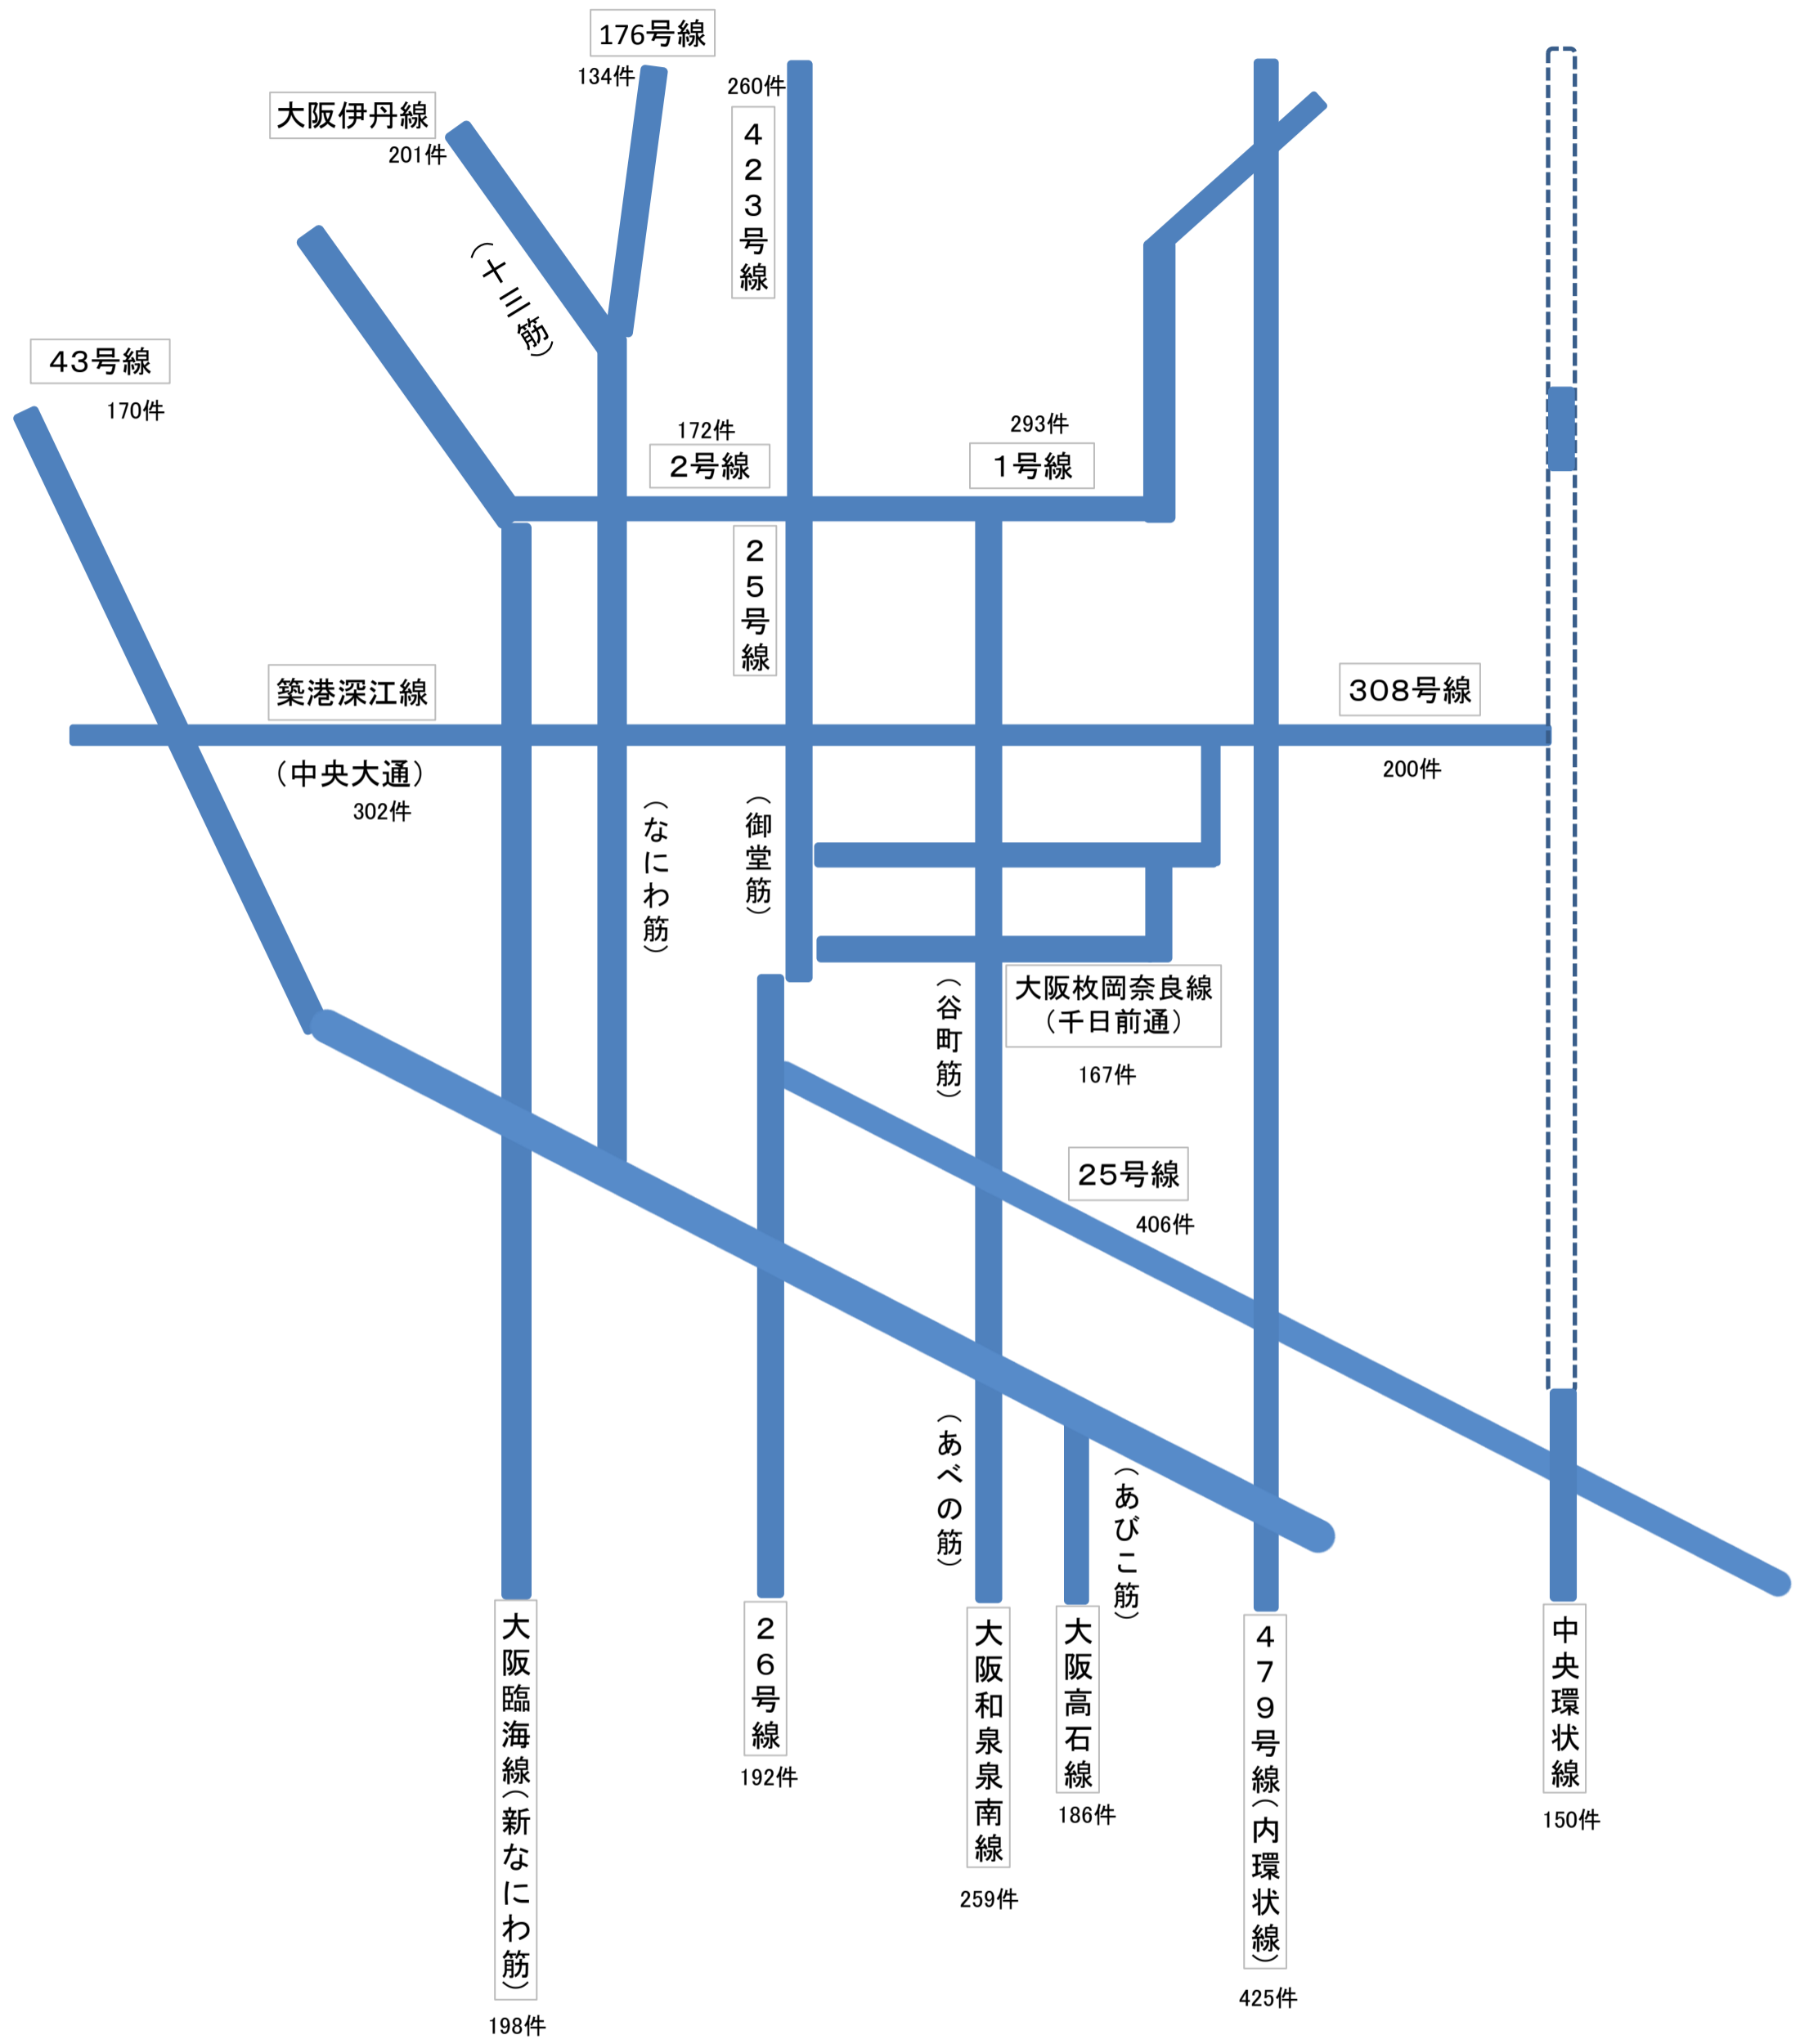 176号線
134件
260件
423号線
大阪伊丹線
201件
(十三筋)
43号線
170件
172件
2号線
293件
1号線
25号線
築港深江線
(中央大通)
302件
308号線
200件
(なにわ筋)
(御堂筋)
(谷町筋)
大阪枚岡奈良線
(千日前通)
167件
25号線
406件
(あべの筋)
(あびこ筋)
大阪臨海線(新なにわ筋)
198件
26号線
192件
大阪和泉泉南線
259件
大阪高石線
186件
479号線(内環状線)
425件
中央環状線
150件